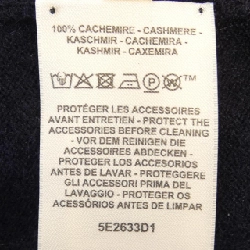 100% CACHEMIRE - CASHMERE -
KASCHMIR - CACHEMIRA -
KASHMIR - CAXEMIRA
TM
PROTÉGER LES ACCESSOIRES
AVANT ENTRETIEN - PROTECT THE
ACCESSORIES BEFORE CLEANING
- VOR DEM REINIGEN DIE
ACCESSOIRES ABDECKEN -
PROTEGER LOS ACCESORIOS
ANTES DE LAVAR - PROTEGGERE
GLI ACCESSORI PRIMA DEL
LAVAGGIO - PROTEGER OS
ACESSÓRIOS ANTES DE LIMPAR
5E2633D1